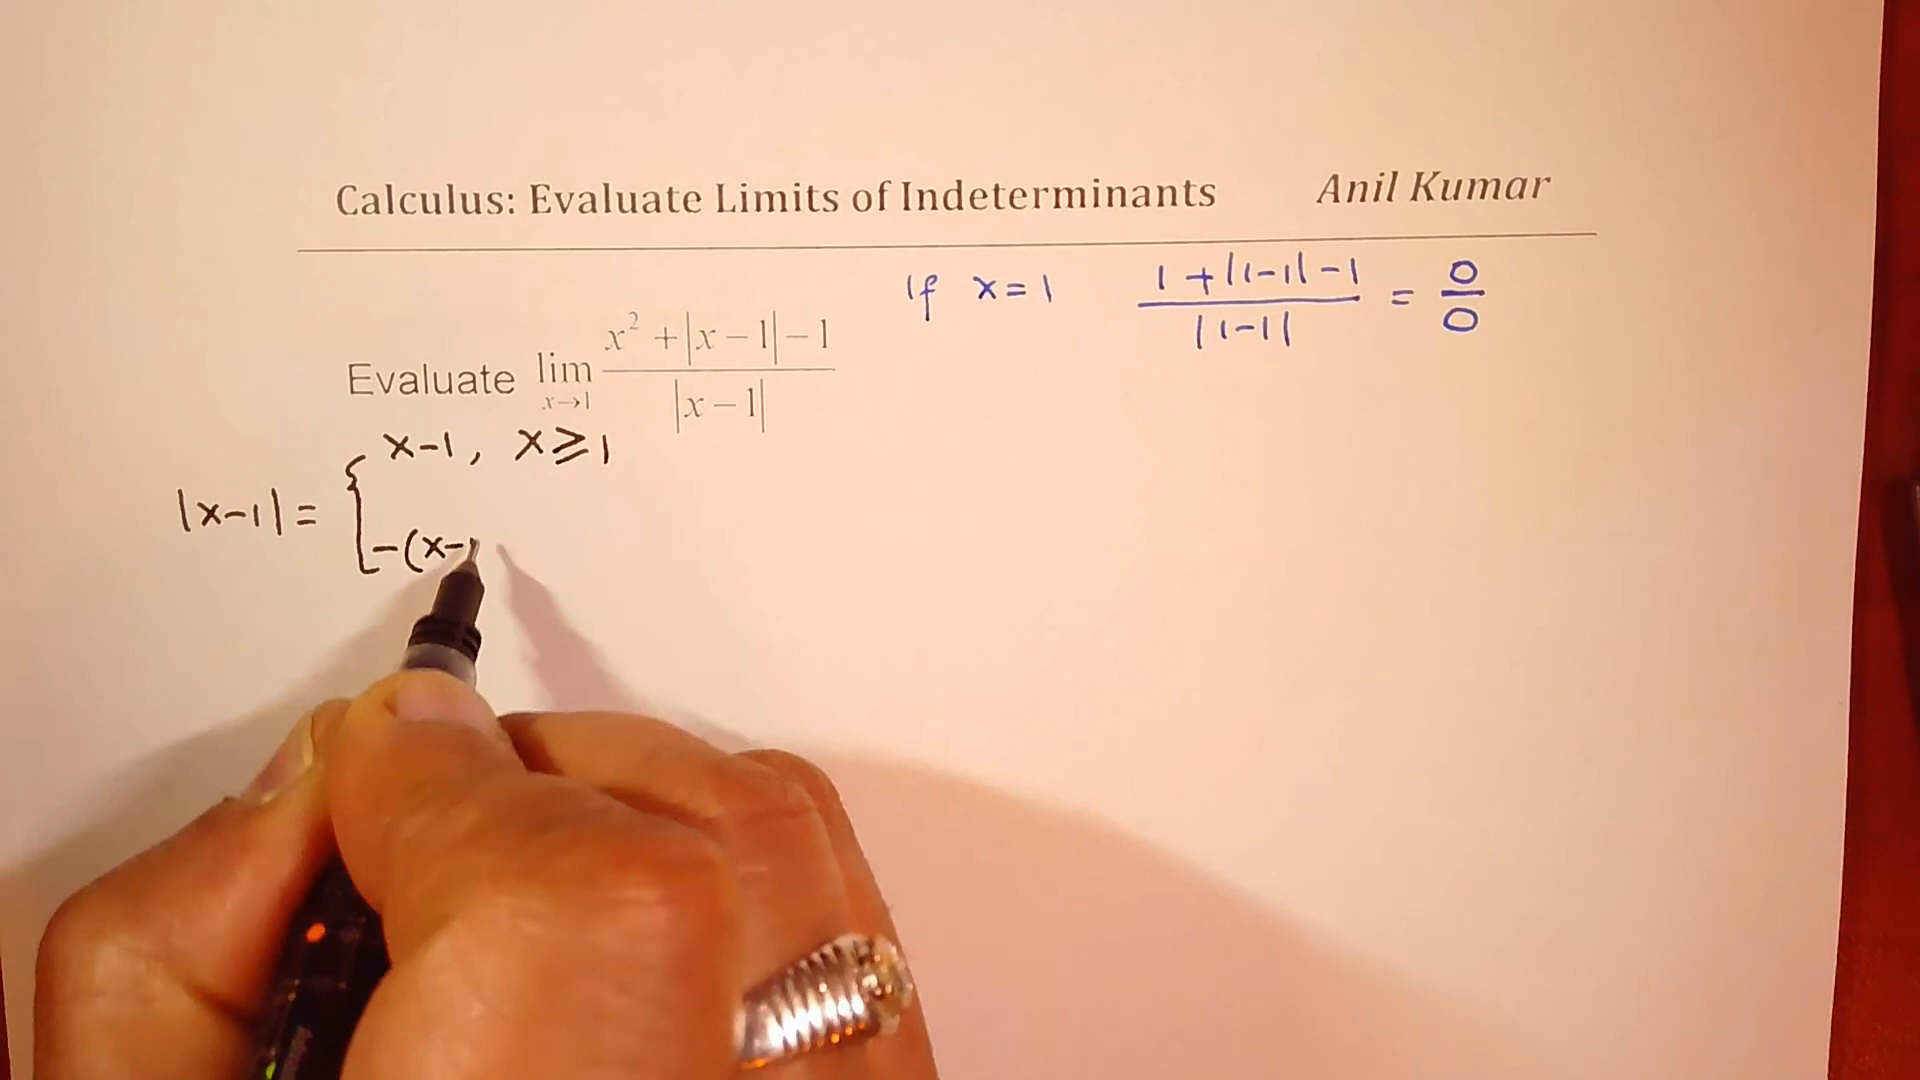 Calculus: Evaluate Limits of Indeterminants Anil Kumar
If x = 1 (1 + |1-1| - 1) / |1-1| = 0/0
Evaluate lim x→1 (x² + |x − 1| − 1) / |x − 1|
x-1, x ≥ 1
|x-1| = {
-(x-1